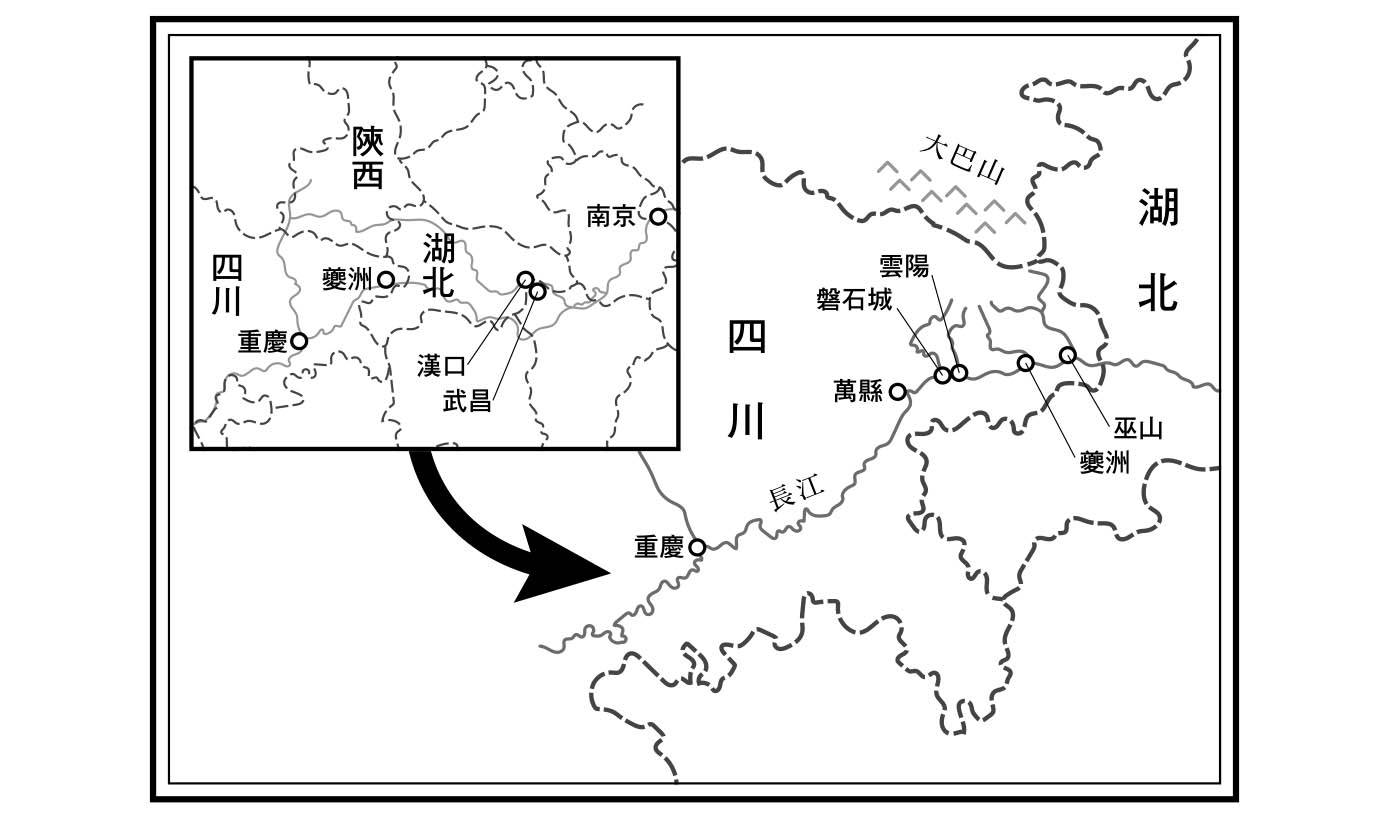 陝西
南京
四川
湖北
夔洲
重慶
漢口
武昌
大巴山
湖北
雲陽
磐石城
四川
萬縣
巫山
夔洲
長江
重慶